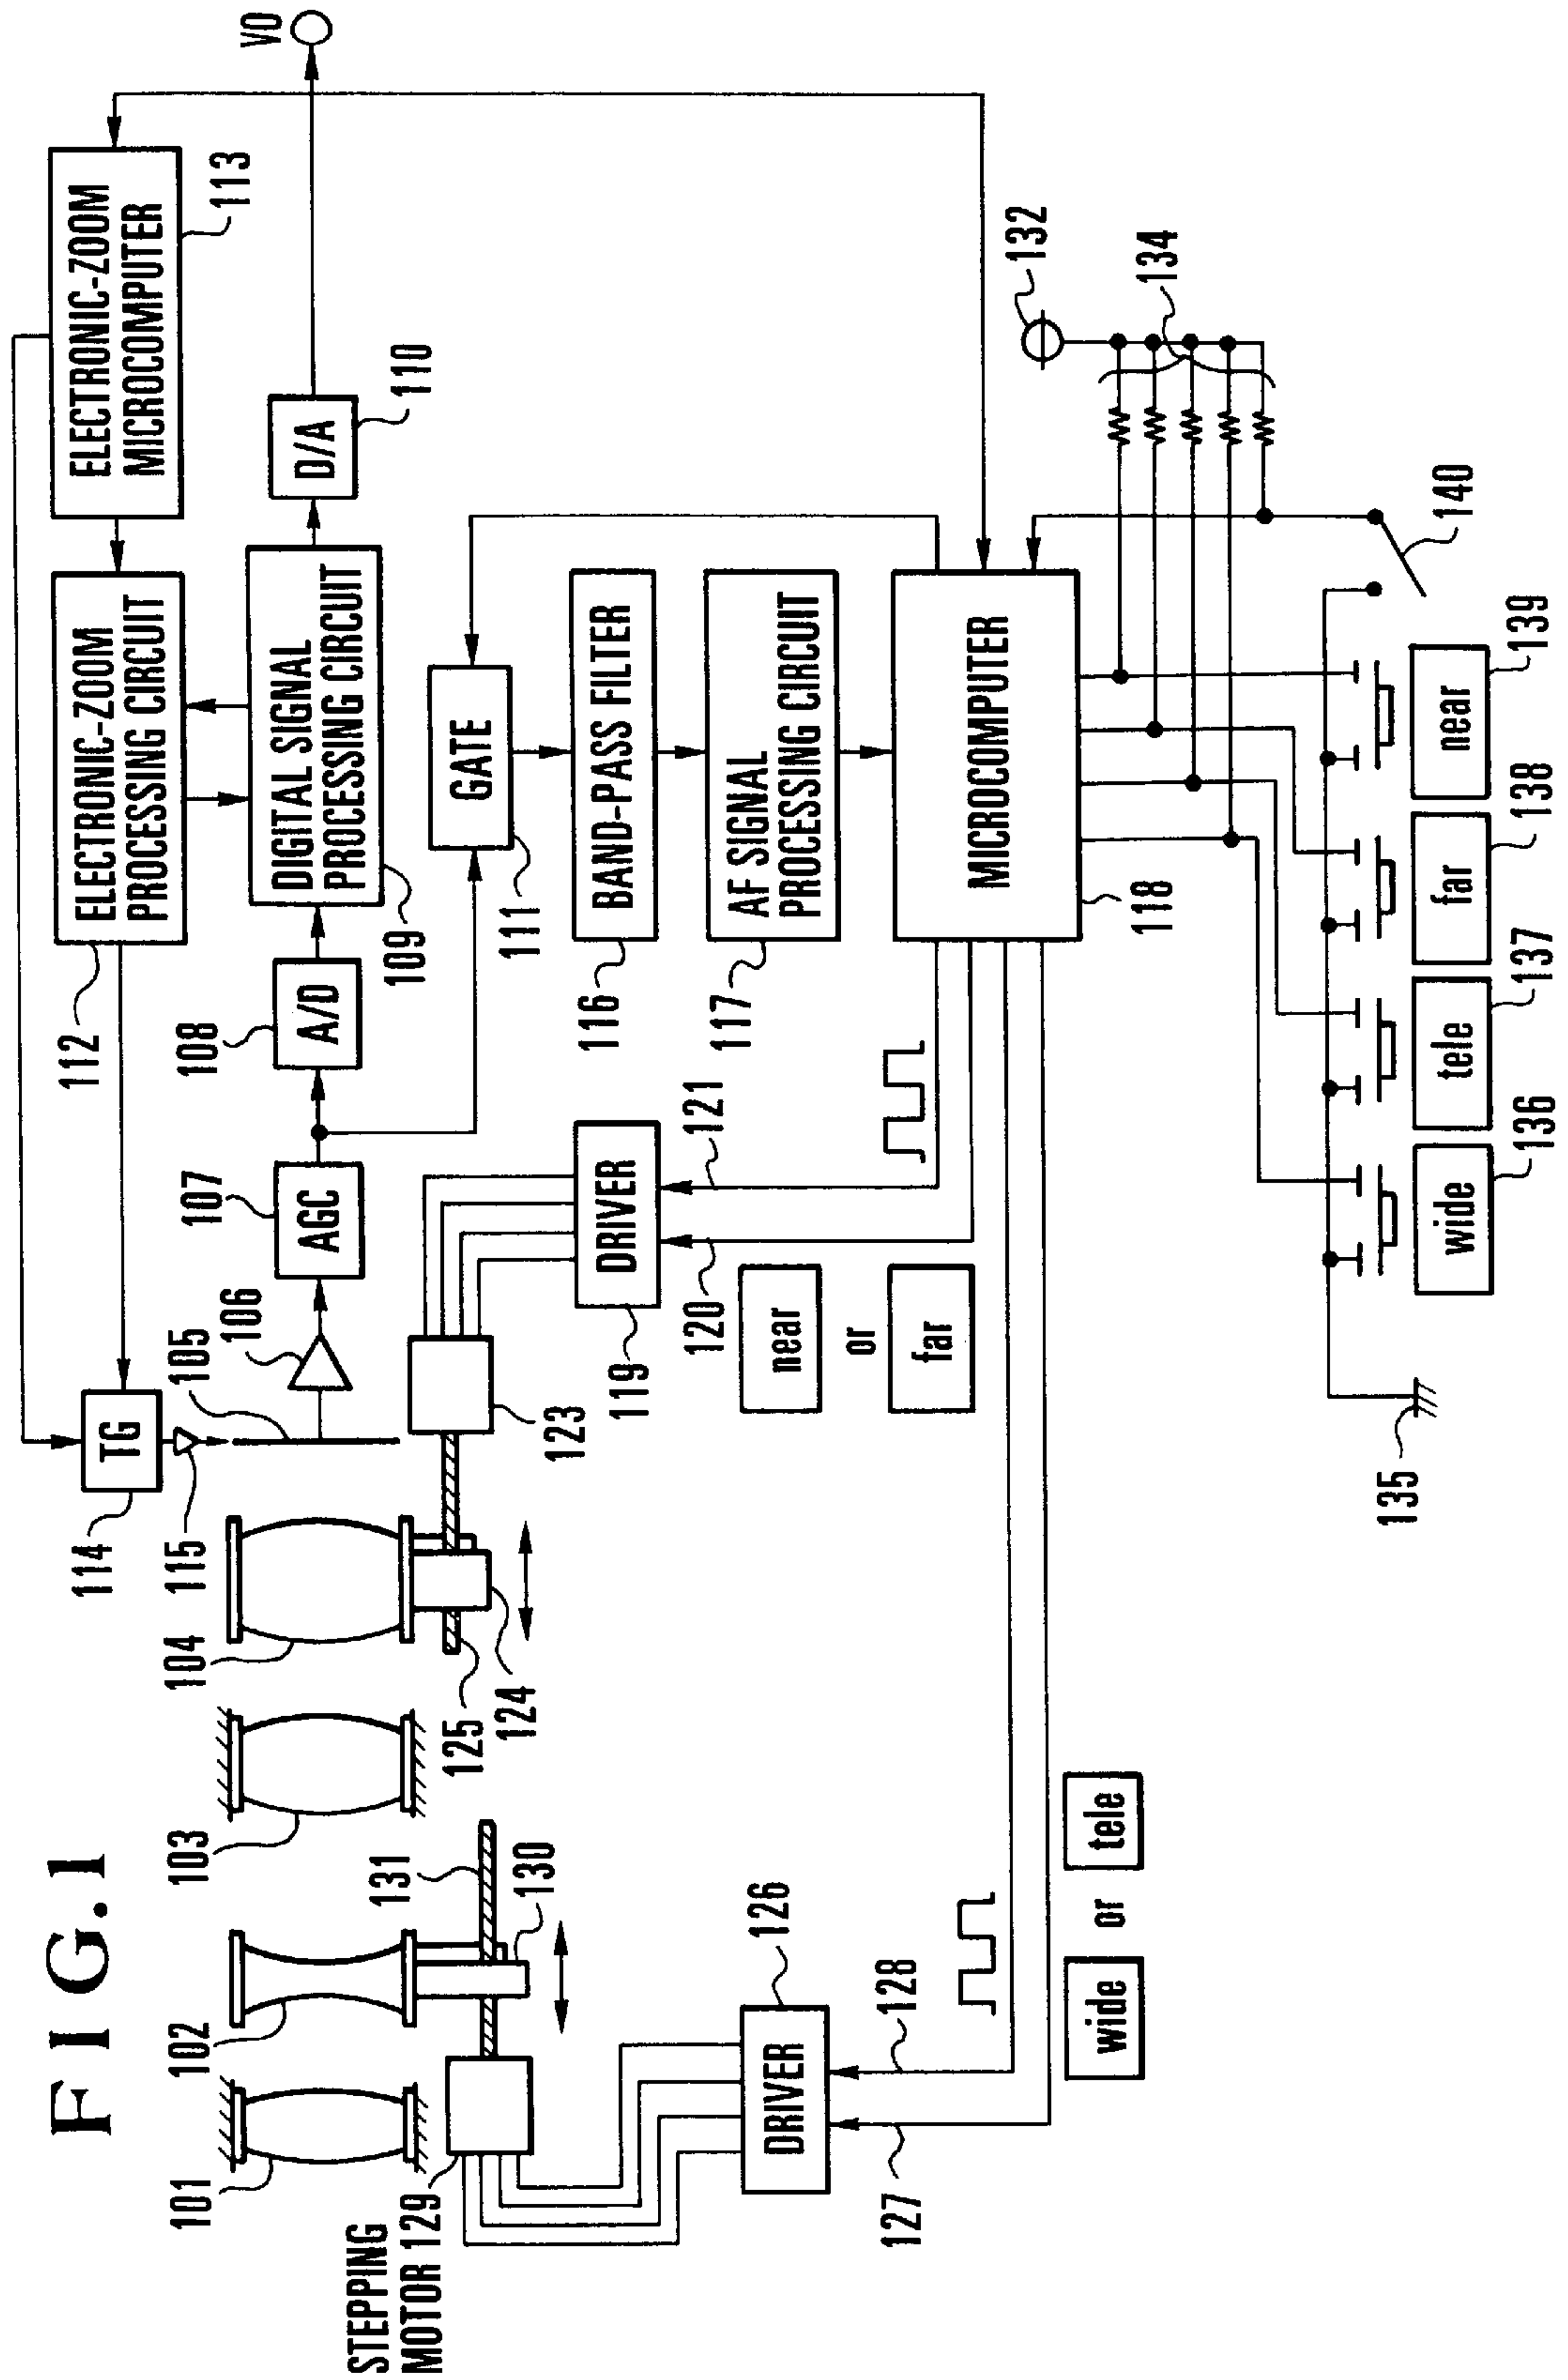 FIG.1
VO
ELECTRONIC-ZOOM
MICROCOMPUTER
113
ELECTRONIC-ZOOM
PROCESSING CIRCUIT
112
TG
114
115
105
106
AGC
107
A/D
108
DIGITAL SIGNAL
PROCESSING CIRCUIT
109
D/A
110
101
102
103
104
STEPPING
MOTOR 129
131
130
125
124
123
GATE
111
BAND-PASS FILTER
116
AF SIGNAL
PROCESSING CIRCUIT
117
MICROCOMPUTER
118
DRIVER
119
120
121
near
or
far
DRIVER
126
127
128
wide
or
tele
132
134
135
140
wide
136
tele
137
far
138
near
139